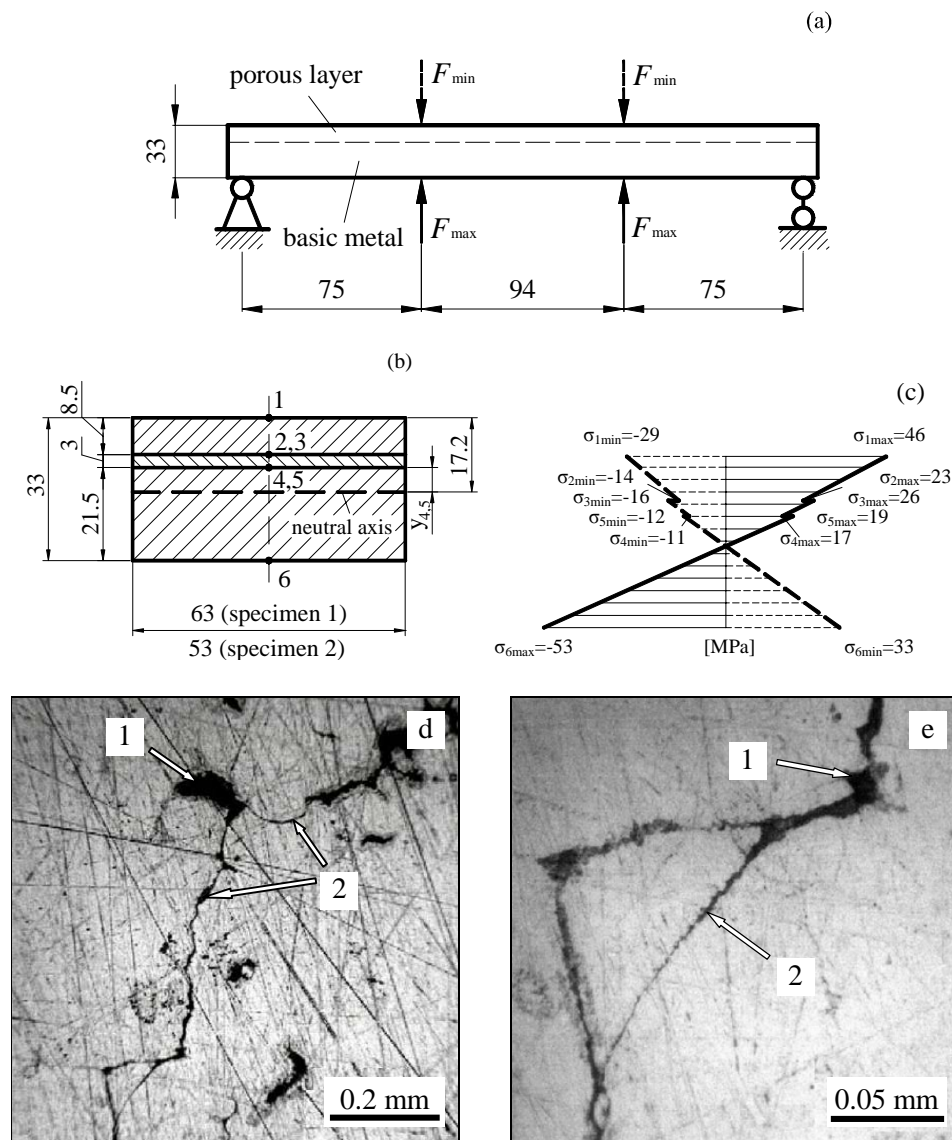 (a)
F min F min
porous layer
33
basic metal
F max F max
75 94 75
(b)
8.5
3
33
21.5
1
2,3
4,5
17.2
neutral axis
y4,5
6
63 (specimen 1)
53 (specimen 2)
(c)
σ1min=-29 σ1max=46
σ2min=-14 σ2max=23
σ3min=-16 σ3max=26
σ5min=-12 σ5max=19
σ4min=-11 σ4max=17
σ6max=-53 [MPa] σ6min=33
d
1
2
0.2 mm
e
1
2
0.05 mm